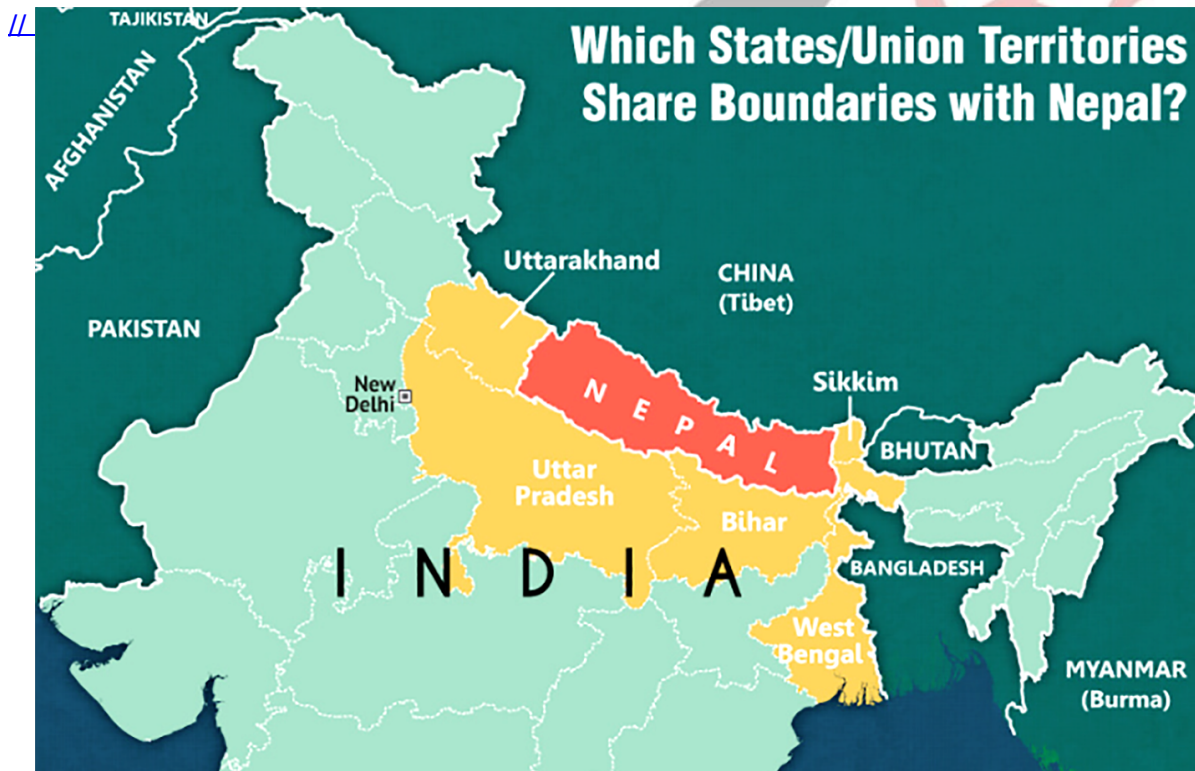 //
TAJIKISTAN
Which States/Union Territories
Share Boundaries with Nepal?
AFGHANISTAN
Uttarakhand
CHINA
(Tibet)
PAKISTAN
New
Delhi
NEPAL
Sikkim
BHUTAN
Uttar
Pradesh
Bihar
INDIA
BANGLADESH
West
Bengal
MYANMAR
(Burma)